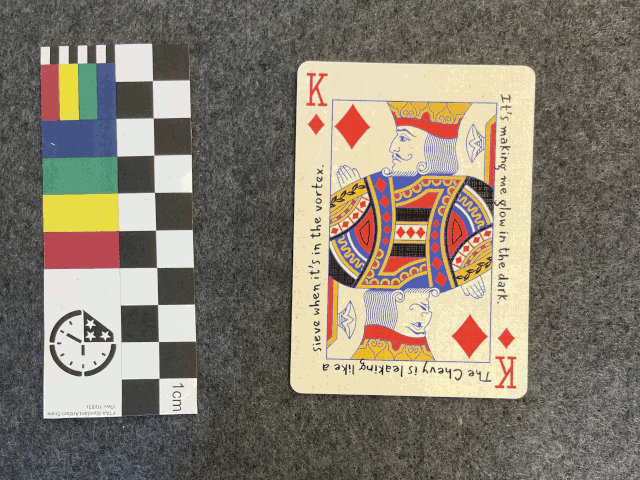 K
It's making me glow in the dark.
The Chevy is leaking like a
sieve when it's in the vortex.
K
1cm